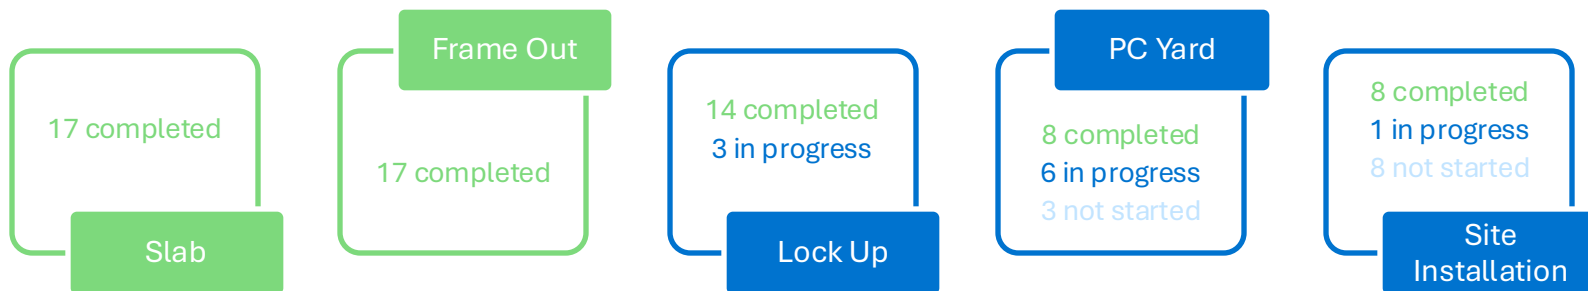 17 completed
Slab
Frame Out
17 completed
14 completed
3 in progress
Lock Up
PC Yard
8 completed
6 in progress
3 not started
8 completed
1 in progress
8 not started
Site
Installation